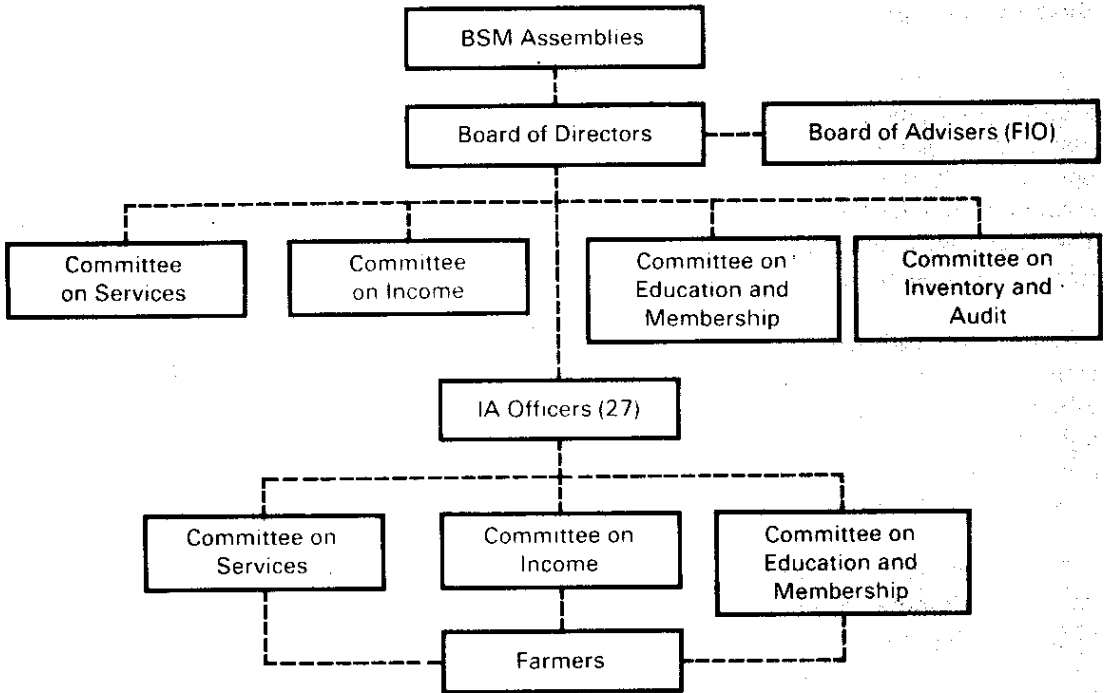 BSM Assemblies
Board of Directors
Board of Advisers (FIO)
Committee
on Services
Committee
on Income
Committee on
Education and
Membership
Committee on
Inventory and
Audit
IA Officers (27)
Committee on
Services
Committee on
Income
Committee on
Education and
Membership
Farmers